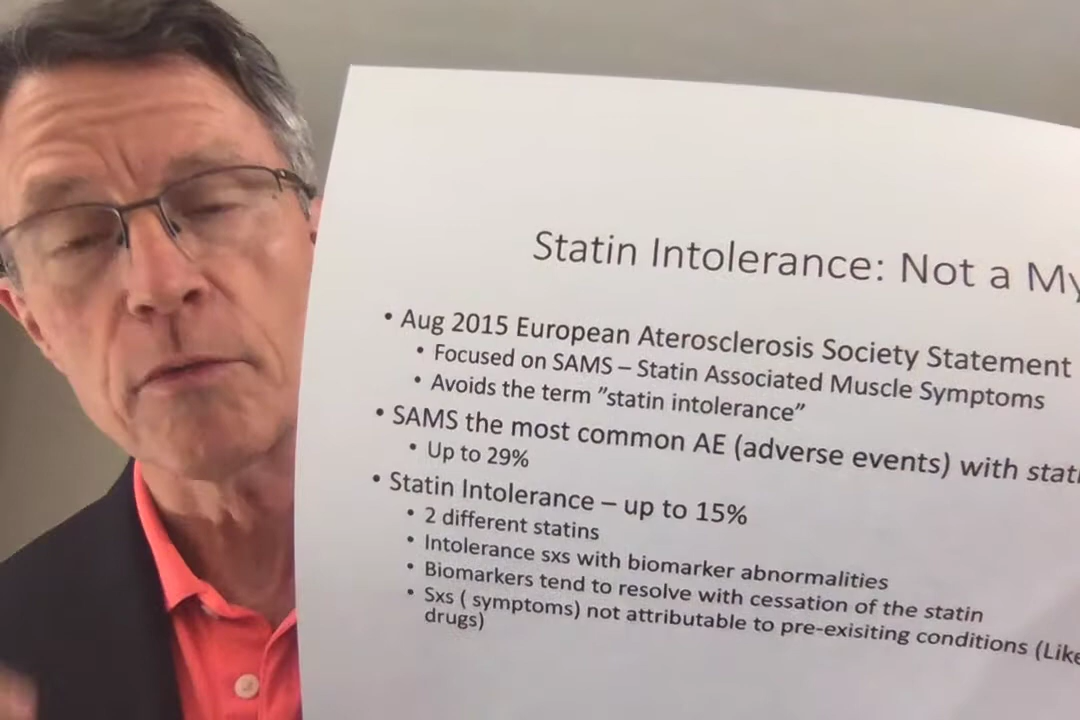 Statin Intolerance: Not a My
• Aug 2015 European Aterosclerosis Society Statement
• Focused on SAMS – Statin Associated Muscle Symptoms
• Avoids the term ”statin intolerance”
• SAMS the most common AE (adverse events) with stati
• Up to 29%
• Statin Intolerance – up to 15%
• 2 different statins
• Intolerance sxs with biomarker abnormalities
• Biomarkers tend to resolve with cessation of the statin
• Sxs ( symptoms) not attributable to pre-exisiting conditions (Like
drugs)